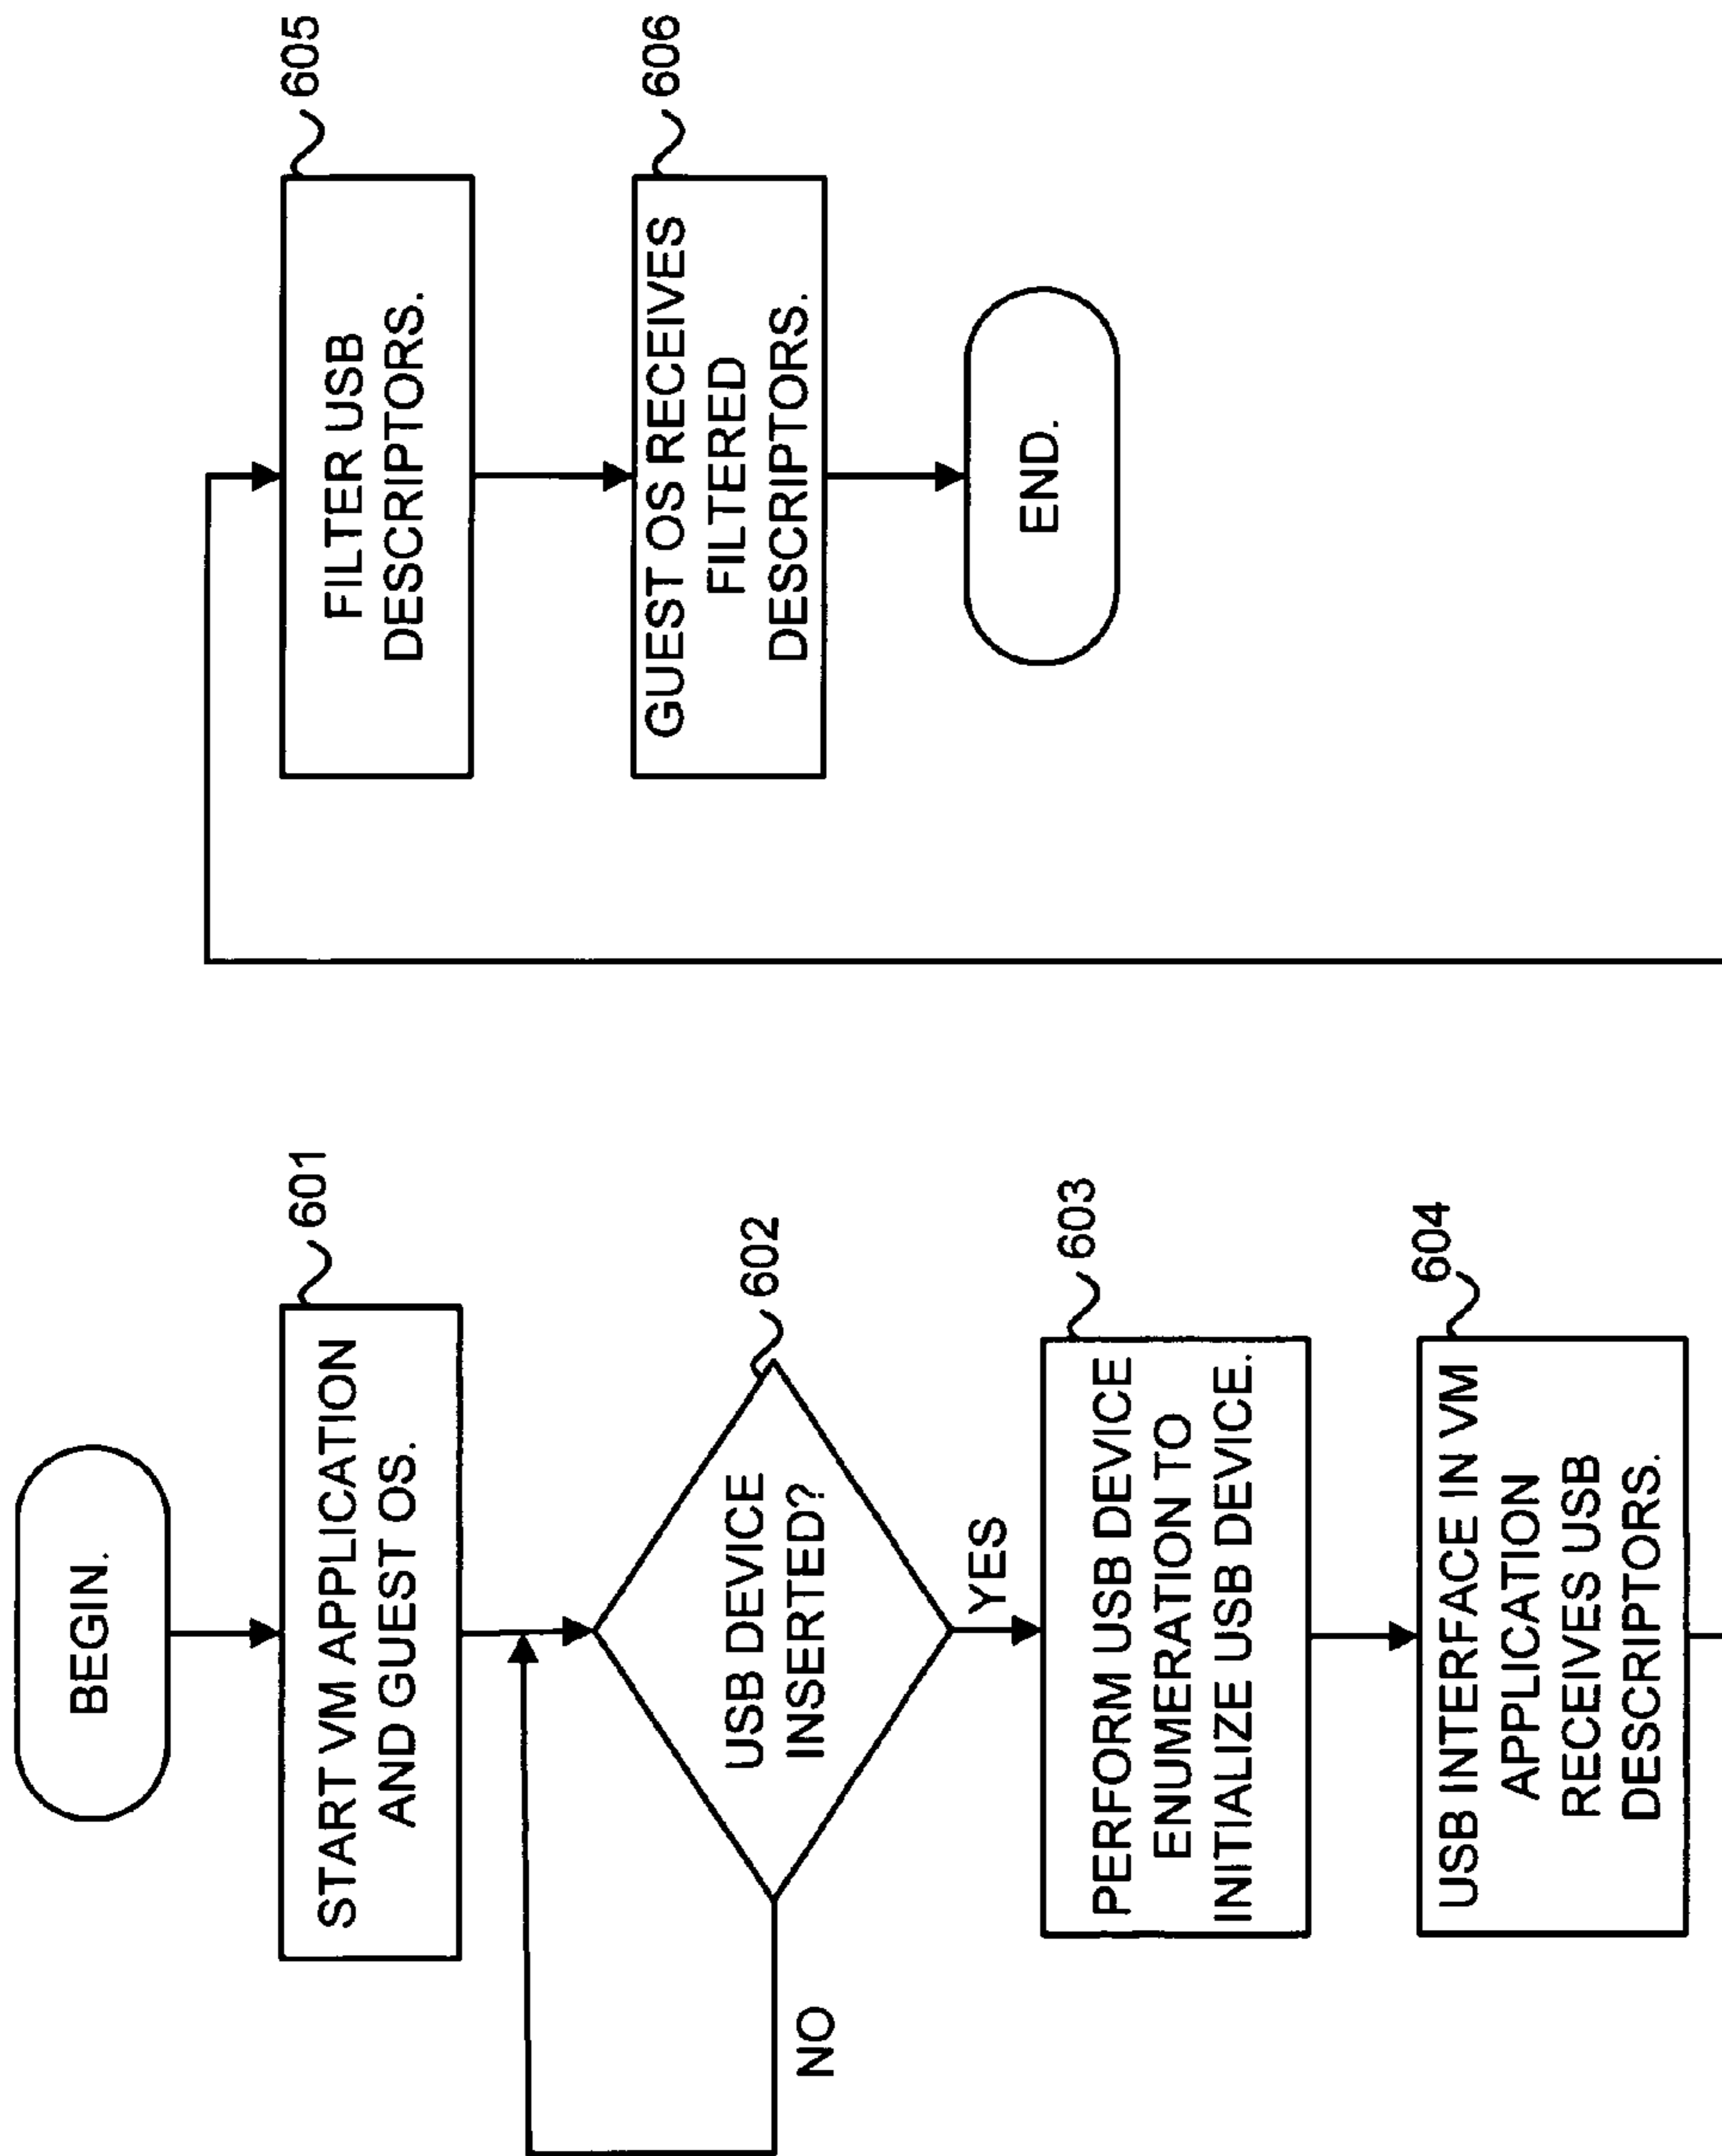 BEGIN.
START VM APPLICATION
AND GUEST OS.
601
USB DEVICE
INSERTED?
602
NO
YES
PERFORM USB DEVICE
ENUMERATION TO
INITIALIZE USB DEVICE.
603
USB INTERFACE IN VM
APPLICATION
RECEIVES USB
DESCRIPTORS.
604
FILTER USB
DESCRIPTORS.
605
GUEST OS RECEIVES
FILTERED
DESCRIPTORS.
606
END.